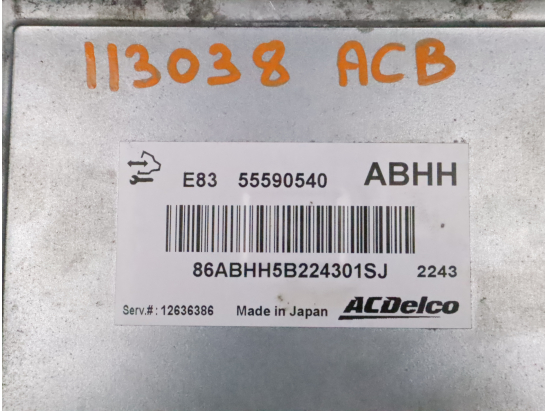 113038 ACB
E83 55590540 ABHH
86ABHH5B224301SJ 2243
Serv.#: 12636386 Made in Japan ACDelco